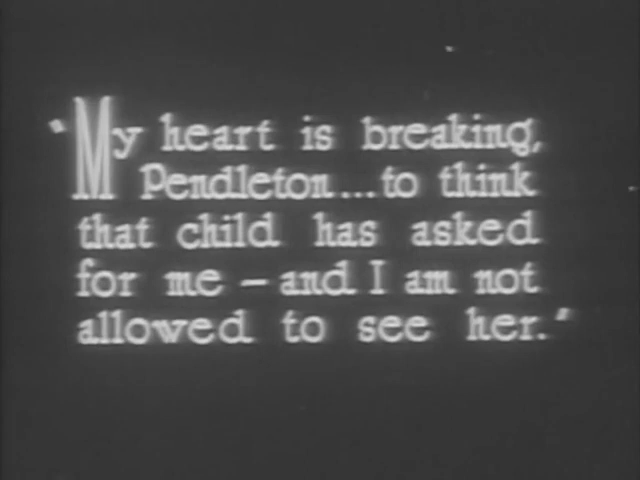 "My heart is breaking,
Pendleton...to think
that child has asked
for me – and I am not
allowed to see her."